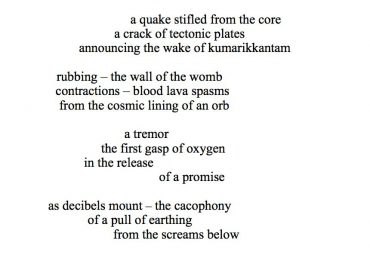 a quake stifled from the core
a crack of tectonic plates
announcing the wake of kumarikkantam
rubbing – the wall of the womb
contractions – blood lava spasms
from the cosmic lining of an orb
a tremor
the first gasp of oxygen
in the release
of a promise
as decibels mount – the cacophony
of a pull of earthing
from the screams below